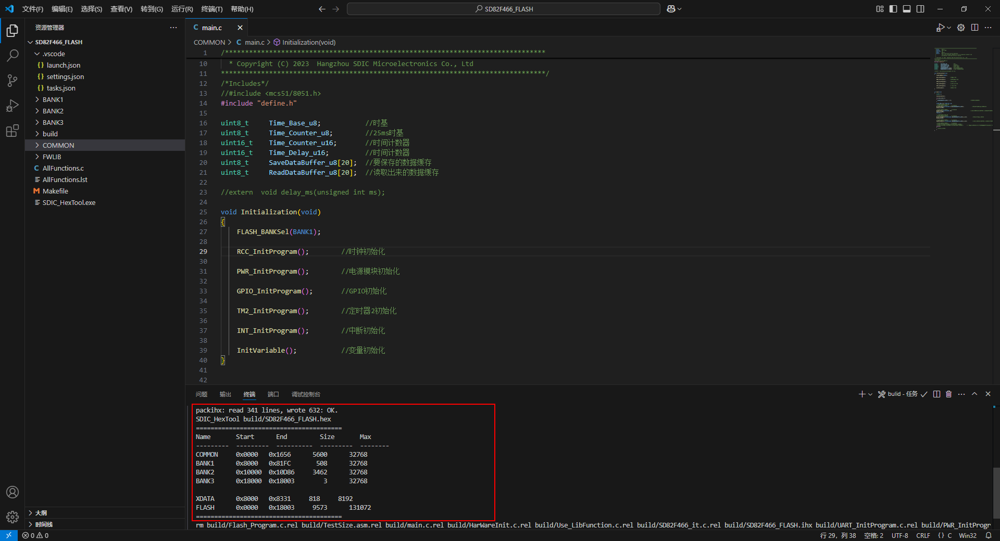 文件(F) 编辑(E) 选择(S) 查看(V) 转到(G) 运行(R) 终端(T) 帮助(H) SD82F466_FLASH
资源管理器
SD82F466_FLASH
.vscode
launch.json
settings.json
tasks.json
BANK1
BANK2
BANK3
build
COMMON
FWLIB
AllFunctions.c
AllFunctions.lst
Makefile
SDIC_HexTool.exe
大纲
时间线
C main.c
COMMON > C main.c > Initialization(void)
1 /********************************************************************************
10 * Copyright (C) 2023  Hangzhou SDIC Microelectronics Co., Ltd
11 *********************************************************************************/
12 /*Includes*/
13 //#include <mcs51/8051.h>
14 #include "define.h"
15
16 uint8_t     Time_Base_u8;           //时基
17 uint8_t     Time_Counter_u8;        //25ms时基
18 uint16_t    Time_Counter_u16;       //时间计数器
19 uint16_t    Time_Delay_u16;         //时间计数器
20 uint8_t     SaveDataBuffer_u8[20];  //要保存的数据缓存
21 uint8_t     ReadDataBuffer_u8[20];  //读取出来的数据缓存
22
23 //extern  void delay_ms(unsigned int ms);
24
25 void Initialization(void)
26 {
27     FLASH_BANKSel(BANK1);
28
29     RCC_InitProgram();        //时钟初始化
30
31     PWR_InitProgram();        //电源模块初始化
32
33     GPIO_InitProgram();       //GPIO初始化
34
35     TM2_InitProgram();        //定时器2初始化
36
37     INT_InitProgram();        //中断初始化
38
39     InitVariable();           //变量初始化
40 }
41
42
问题 输出 终端 端口 调试控制台 bulid - 任务
packihx: read 341 lines, wrote 632: OK.
SDIC_HexTool build/SD82F466_FLASH.hex
========================================
Name       Start      End         Size       Max
---------  ---------  ----------  ---------  --------
COMMON     0x0000   0x1656      5600      32768
BANK1      0x8000   0x81FC       508      32768
BANK2      0x10000  0x10D86     3462      32768
BANK3      0x18000  0x18003        3      32768
XDATA      0x8000   0x8331     818     8192
FLASH      0x0000   0x18003     9573      131072
========================================
rm build/Flash_Program.c.rel build/TestSize.asm.rel build/main.c.rel build/HarWareInit.c.rel build/Use_LibFunction.c.rel build/SD82F466_it.c.rel build/SD82F466_FLASH.ihx build/UART_InitProgram.c.rel build/PWR_InitProgr
0 0 行 29，列 38 空格: 2 UTF-8 CRLF {} C Win32